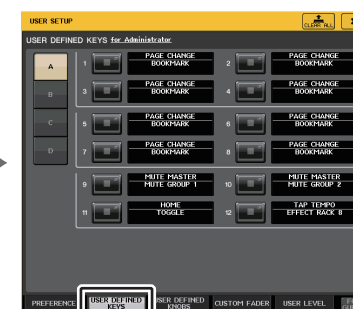 USER SETUP
CLEAR ALL
USER DEFINED KEYS for Administrator
A
B
C
D
1 PAGE CHANGE
BOOKMARK
2 PAGE CHANGE
BOOKMARK
3 PAGE CHANGE
BOOKMARK
4 PAGE CHANGE
BOOKMARK
5 PAGE CHANGE
BOOKMARK
6 PAGE CHANGE
BOOKMARK
7 PAGE CHANGE
BOOKMARK
8 PAGE CHANGE
BOOKMARK
9 MUTE MASTER
MUTE GROUP 1
10 MUTE MASTER
MUTE GROUP 2
11 HOME
TOGGLE
12 TAP TEMPO
EFFECT RACK 8
PREFERENCE
USER DEFINED
KEYS
USER DEFINED
KNOBS
CUSTOM FADER
USER LEVEL